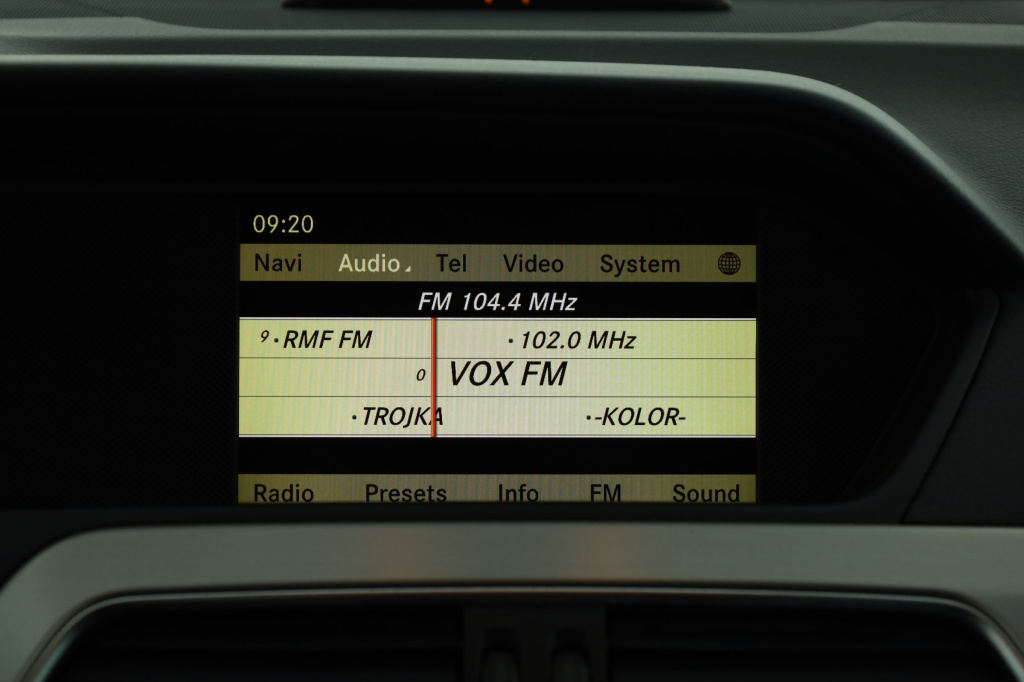 09:20
Navi Audio Tel Video System
FM 104.4 MHz
9·RMF FM ·102.0 MHz
0 VOX FM
·TROJKA ·-KOLOR-
Radio Presets Info FM Sound